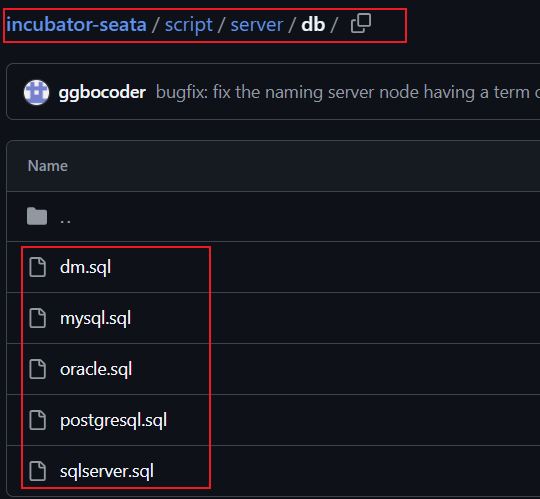 incubator-seata / script / server / db /
ggbocoder bugfix: fix the naming server node having a term
Name
..
dm.sql
mysql.sql
oracle.sql
postgresql.sql
sqlserver.sql